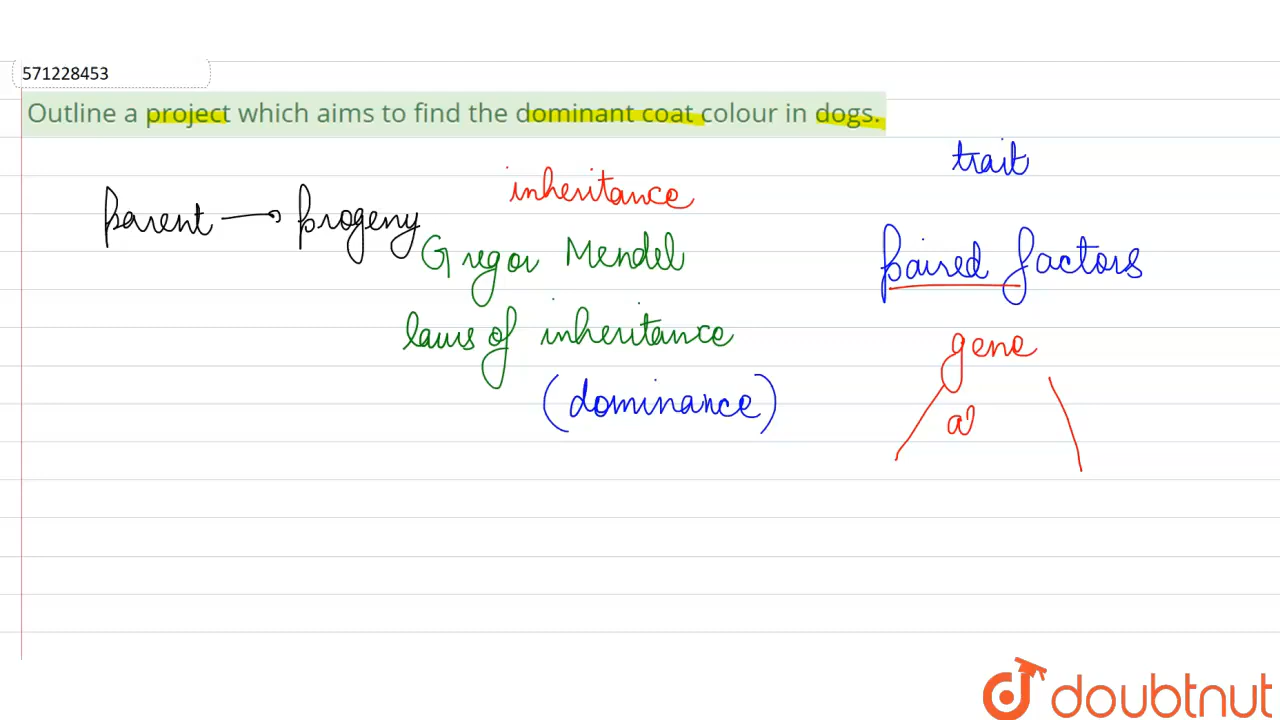 571228453
Outline a project which aims to find the dominant coat colour in dogs.
trait
inheritance
Parent → Progeny
Gregor Mendel
Paired factors
laws of inheritance
gene
(dominance)
doubtnut